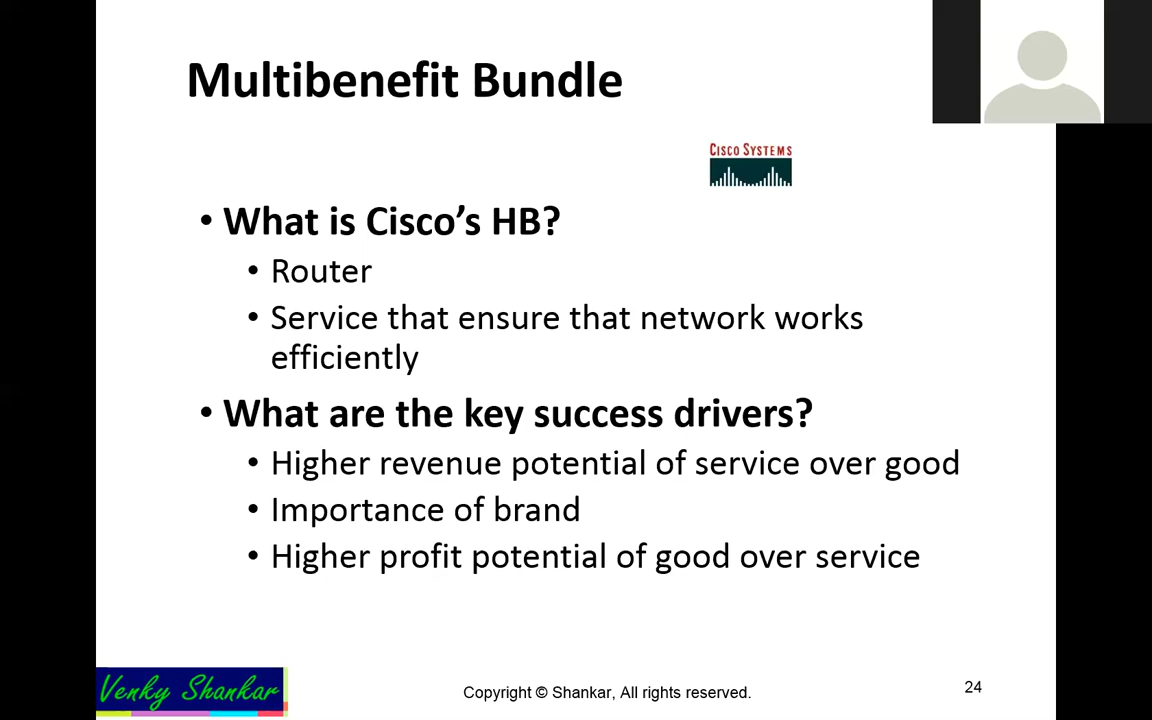 Multibenefit Bundle
CISCO SYSTEMS
• What is Cisco’s HB?
• Router
• Service that ensure that network works
efficiently
• What are the key success drivers?
• Higher revenue potential of service over good
• Importance of brand
• Higher profit potential of good over service
Venky Shankar
Copyright © Shankar, All rights reserved.
24